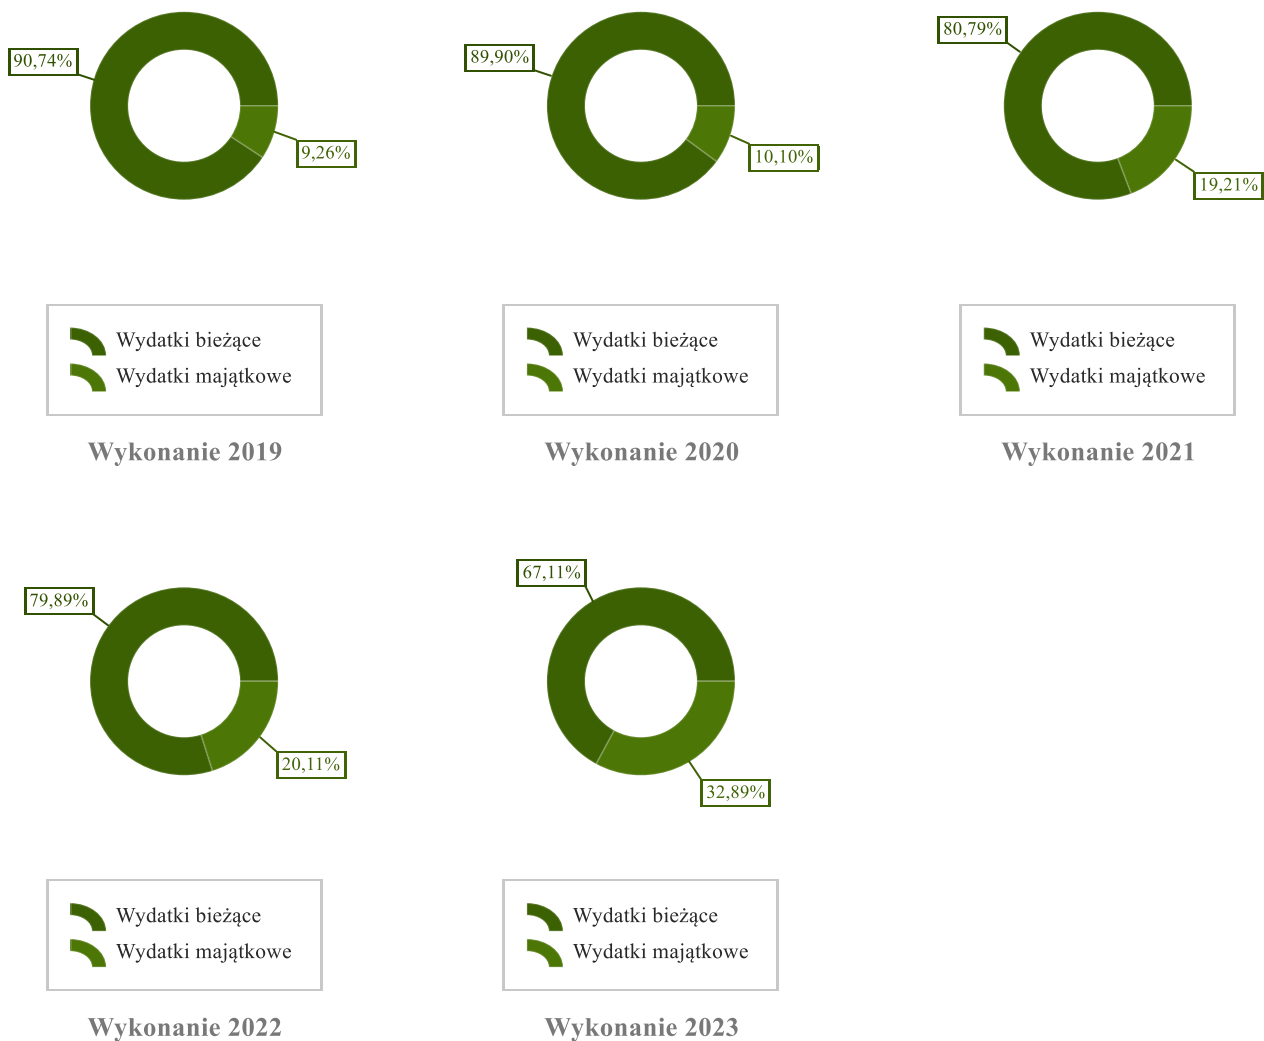 90,74%
9,26%
Wydatki bieżące
Wydatki majątkowe
Wykonanie 2019
89,90%
10,10%
Wydatki bieżące
Wydatki majątkowe
Wykonanie 2020
80,79%
19,21%
Wydatki bieżące
Wydatki majątkowe
Wykonanie 2021
79,89%
20,11%
Wydatki bieżące
Wydatki majątkowe
Wykonanie 2022
67,11%
32,89%
Wydatki bieżące
Wydatki majątkowe
Wykonanie 2023